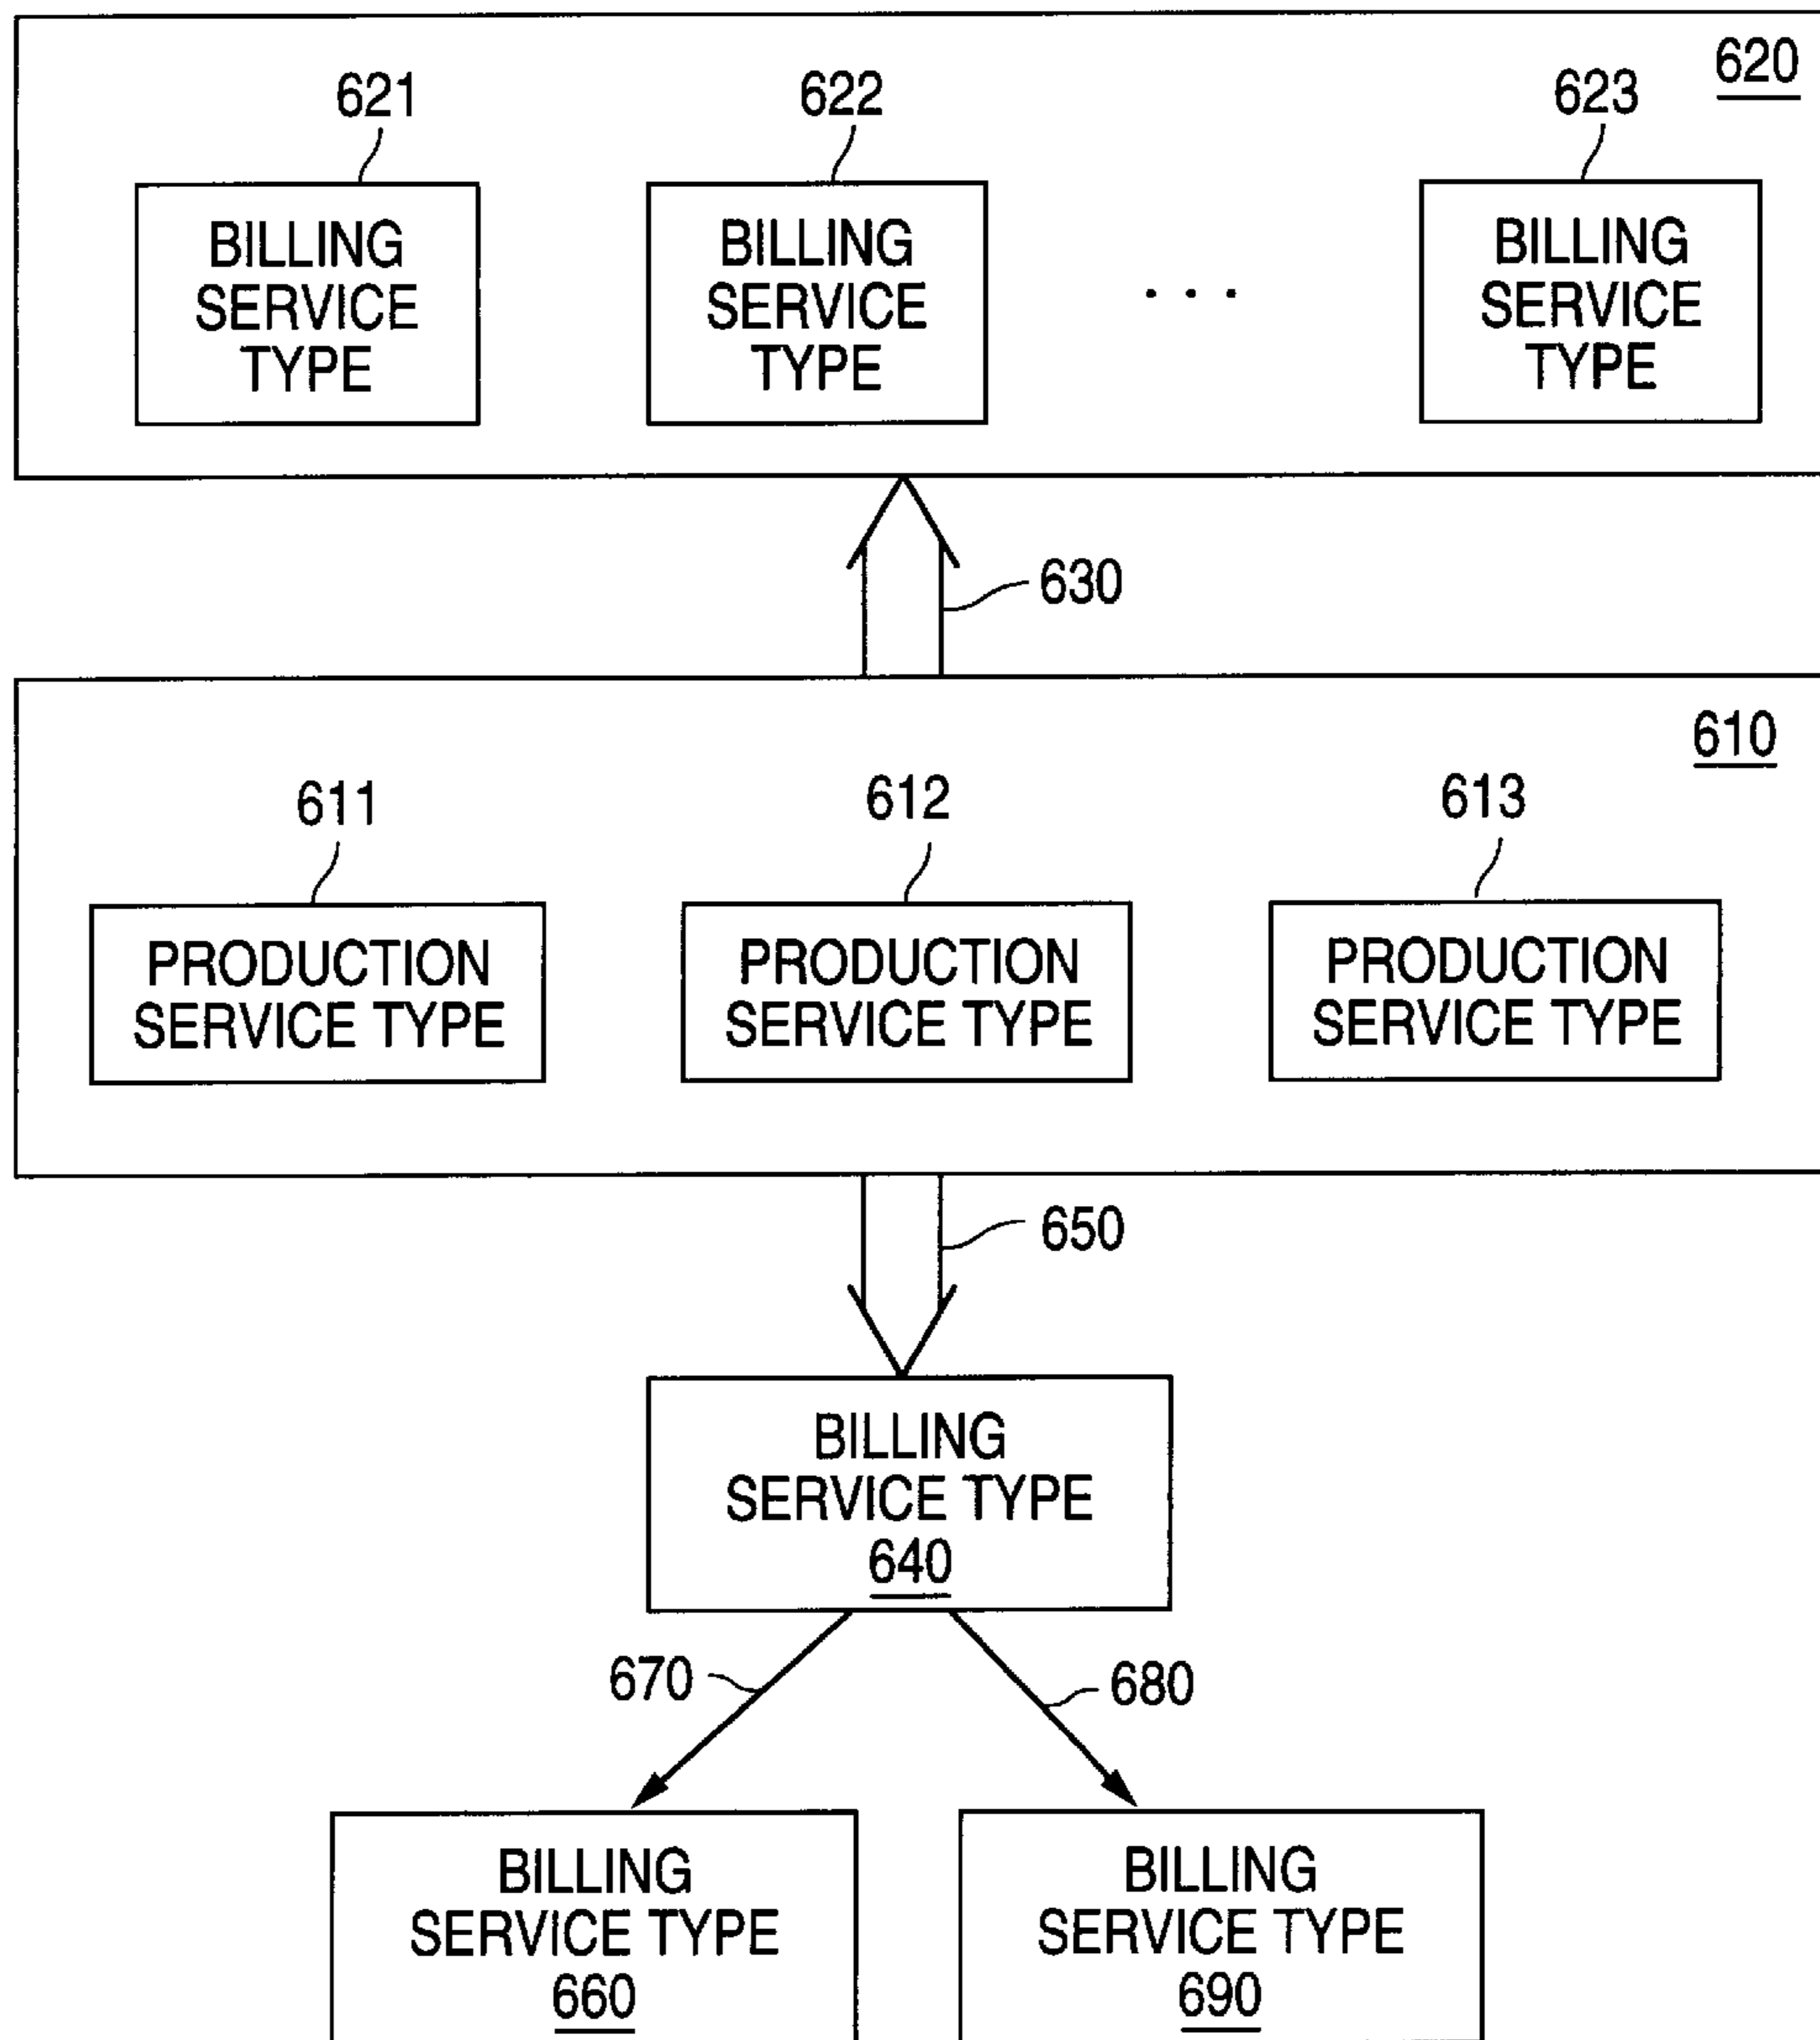 620
621
622
623
BILLING
SERVICE
TYPE
BILLING
SERVICE
TYPE
. . .
BILLING
SERVICE
TYPE
630
610
611
612
613
PRODUCTION
SERVICE TYPE
PRODUCTION
SERVICE TYPE
PRODUCTION
SERVICE TYPE
650
BILLING
SERVICE TYPE
640
670
680
BILLING
SERVICE TYPE
660
BILLING
SERVICE TYPE
690